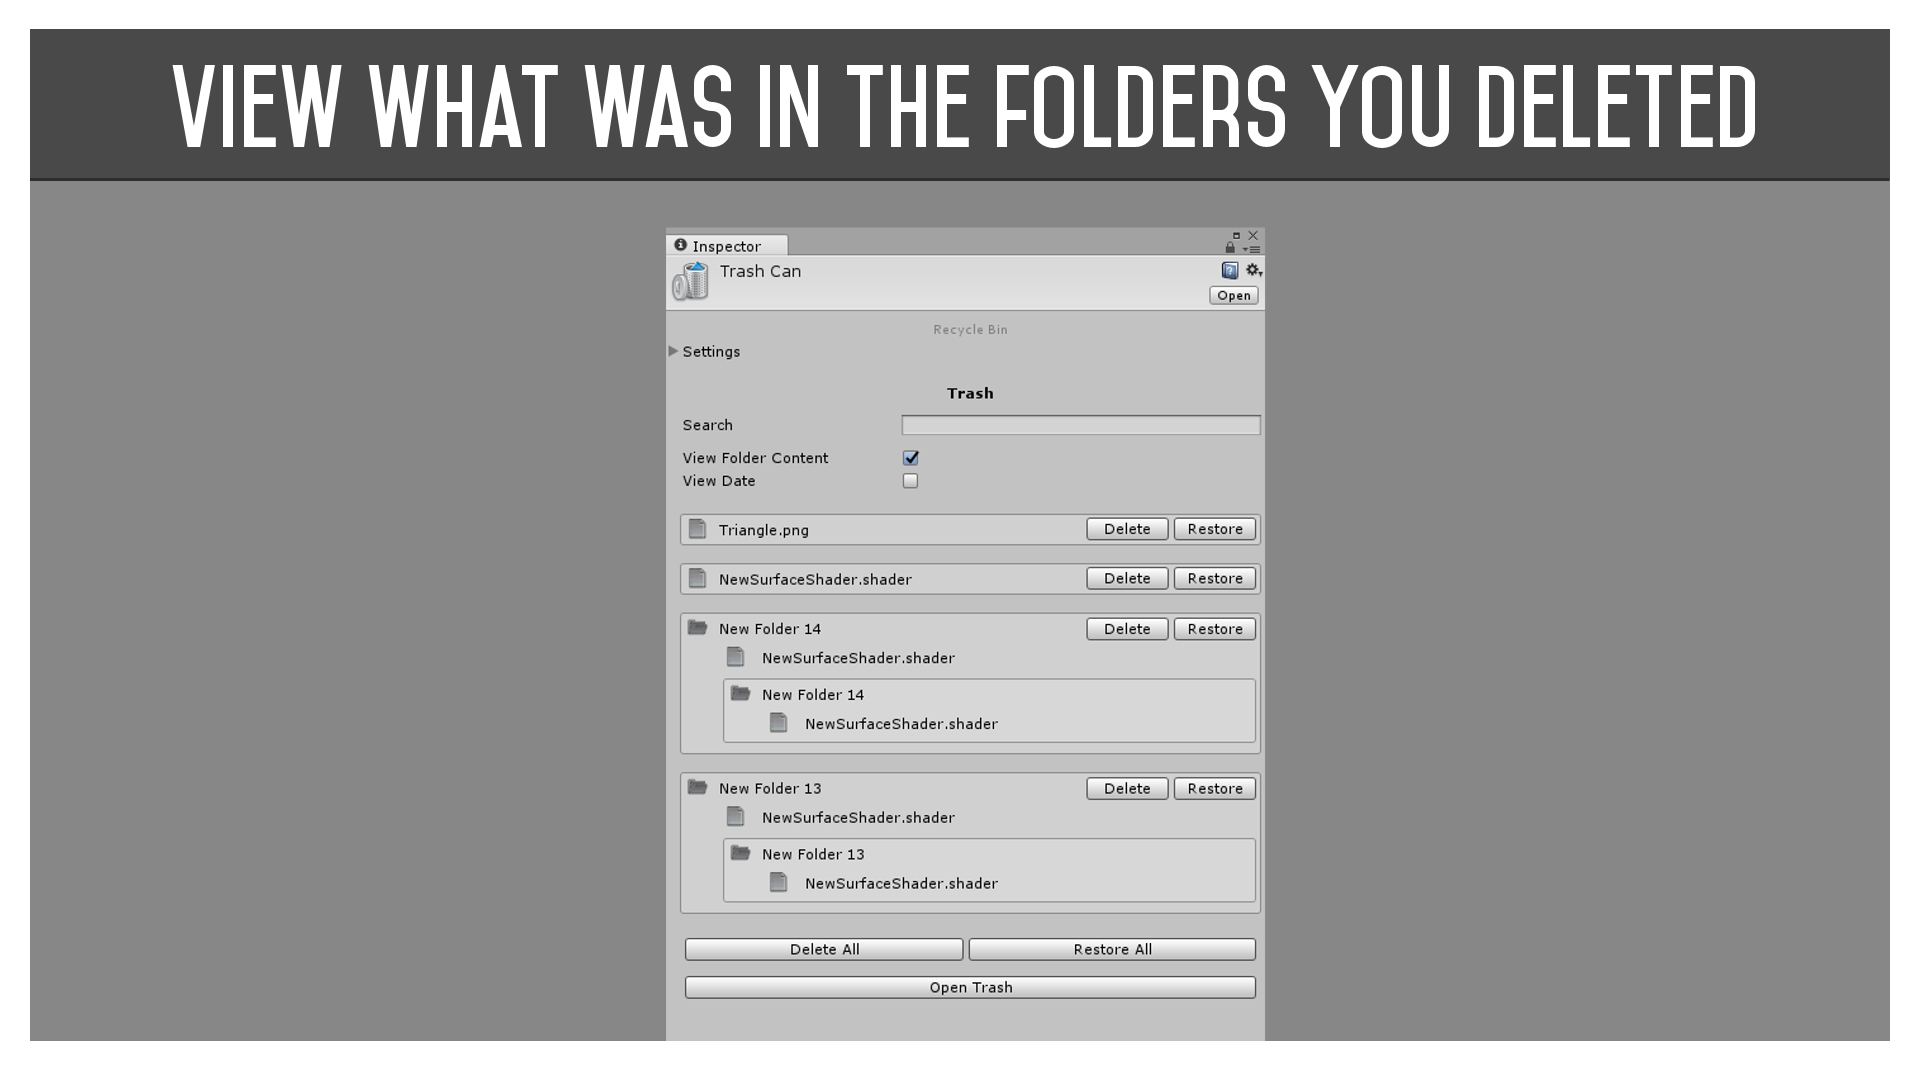 VIEW WHAT WAS IN THE FOLDERS YOU DELETED
Inspector
Trash Can
Open
Recycle Bin
Settings
Trash
Search
View Folder Content
View Date
Triangle.png Delete Restore
NewSurfaceShader.shader Delete Restore
New Folder 14 Delete Restore
NewSurfaceShader.shader
New Folder 14
NewSurfaceShader.shader
New Folder 13 Delete Restore
NewSurfaceShader.shader
New Folder 13
NewSurfaceShader.shader
Delete All Restore All
Open Trash